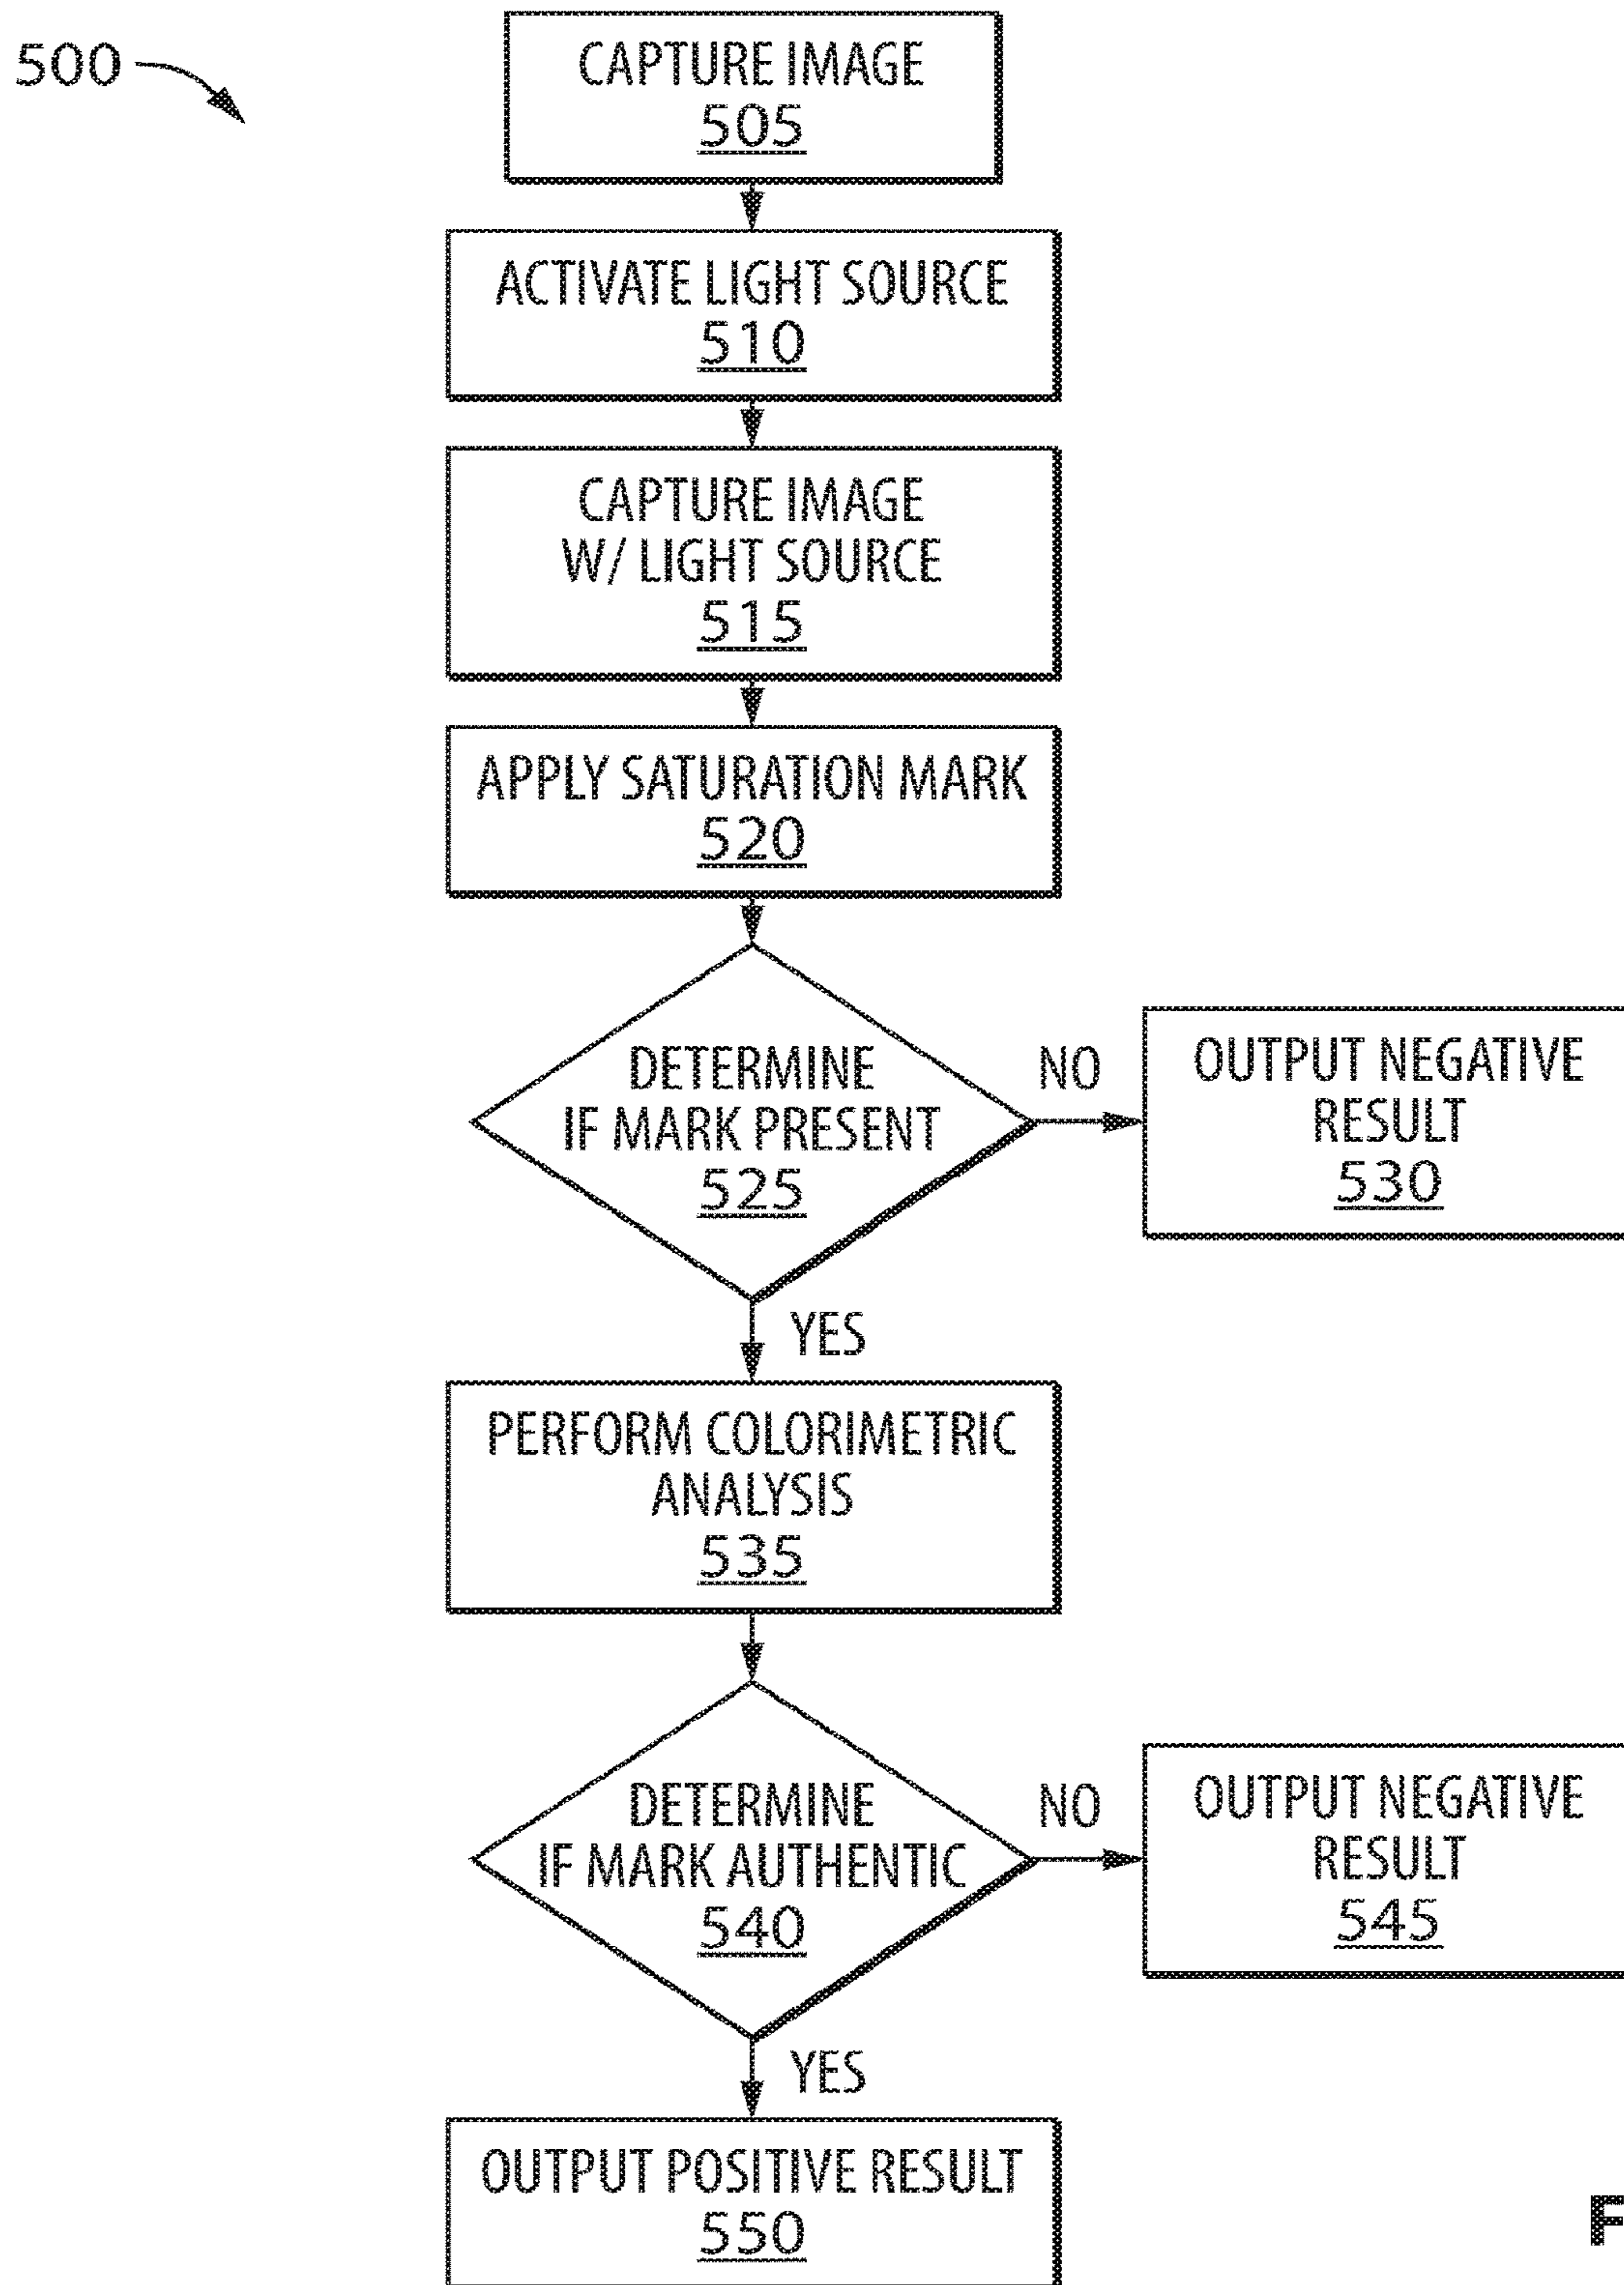 500
CAPTURE IMAGE
505
ACTIVATE LIGHT SOURCE
510
CAPTURE IMAGE
W/ LIGHT SOURCE
515
APPLY SATURATION MARK
520
DETERMINE
IF MARK PRESENT
525
NO
OUTPUT NEGATIVE
RESULT
530
YES
PERFORM COLORIMETRIC
ANALYSIS
535
DETERMINE
IF MARK AUTHENTIC
540
NO
OUTPUT NEGATIVE
RESULT
545
YES
OUTPUT POSITIVE RESULT
550